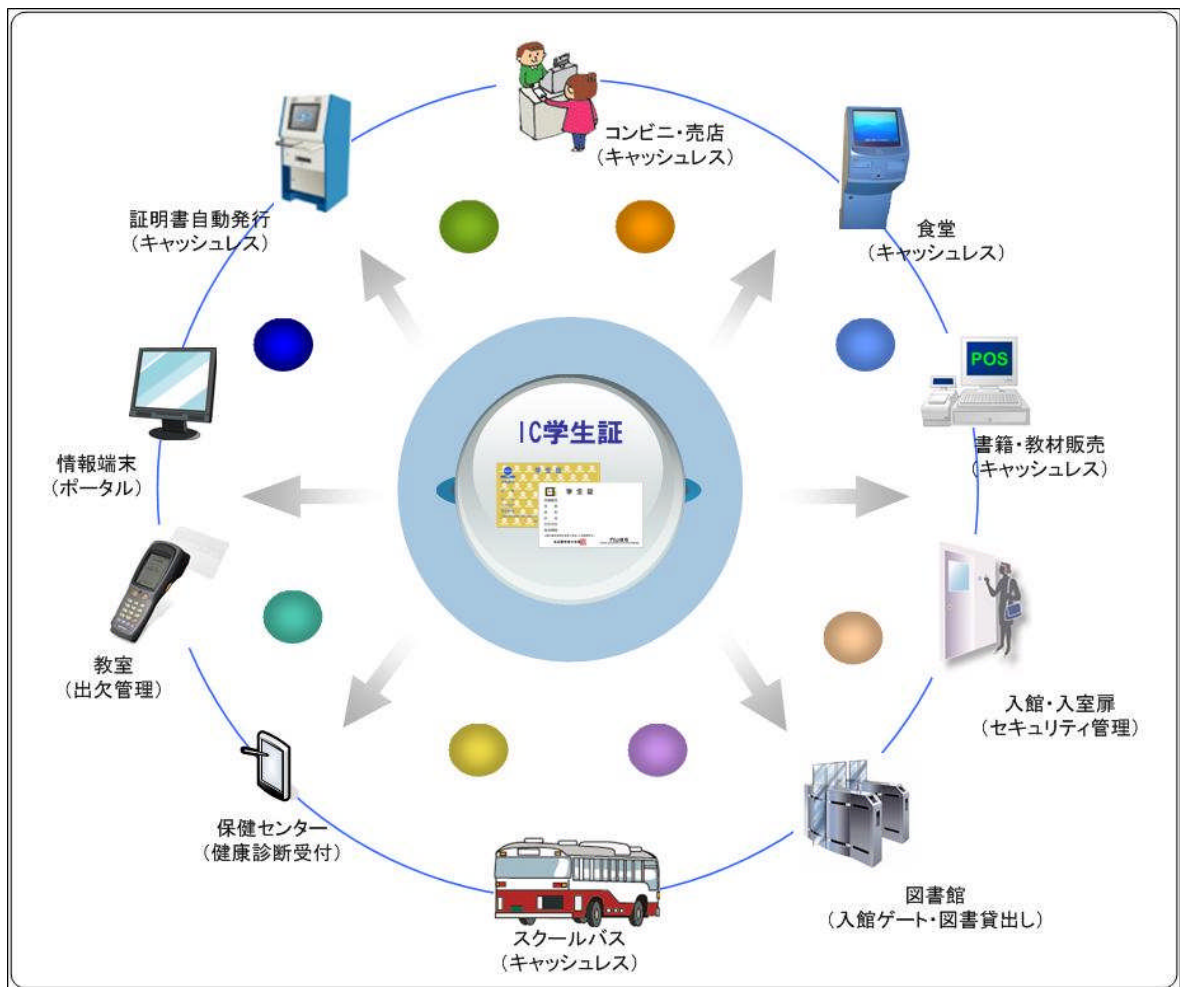 コンビニ・売店
(キャッシュレス)
証明書自動発行
(キャッシュレス)
食堂
(キャッシュレス)
POS
IC学生証
学生証
学生証
情報端末
(ポータル)
書籍・教材販売
(キャッシュレス)
教室
(出欠管理)
入館・入室扉
(セキュリティ管理)
保健センター
(健康診断受付)
図書館
(入館ゲート・図書貸出し)
スクールバス
(キャッシュレス)